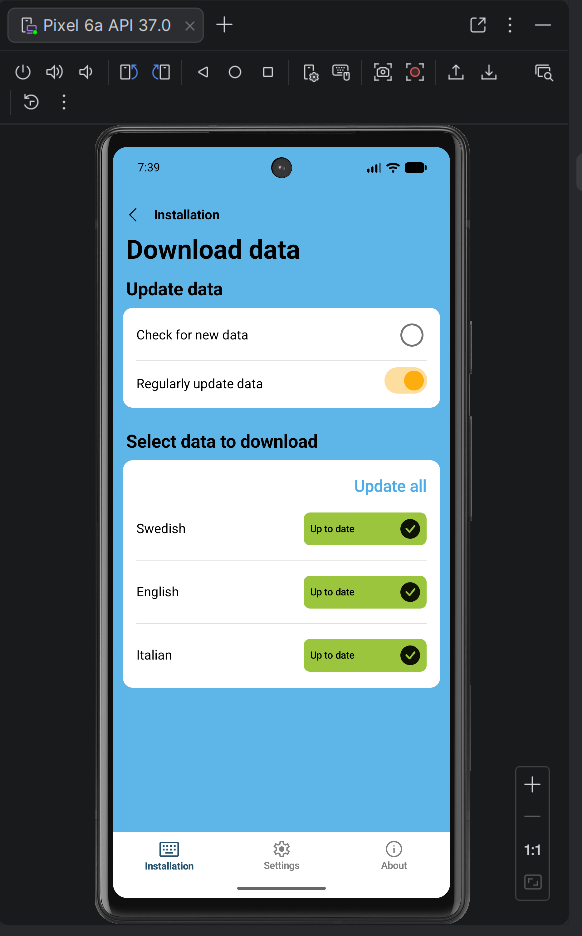 Pixel 6a API 37.0
7:39
Installation
Download data
Update data
Check for new data
Regularly update data
Select data to download
Update all
Swedish
Up to date
English
Up to date
Italian
Up to date
Installation
Settings
About
1:1